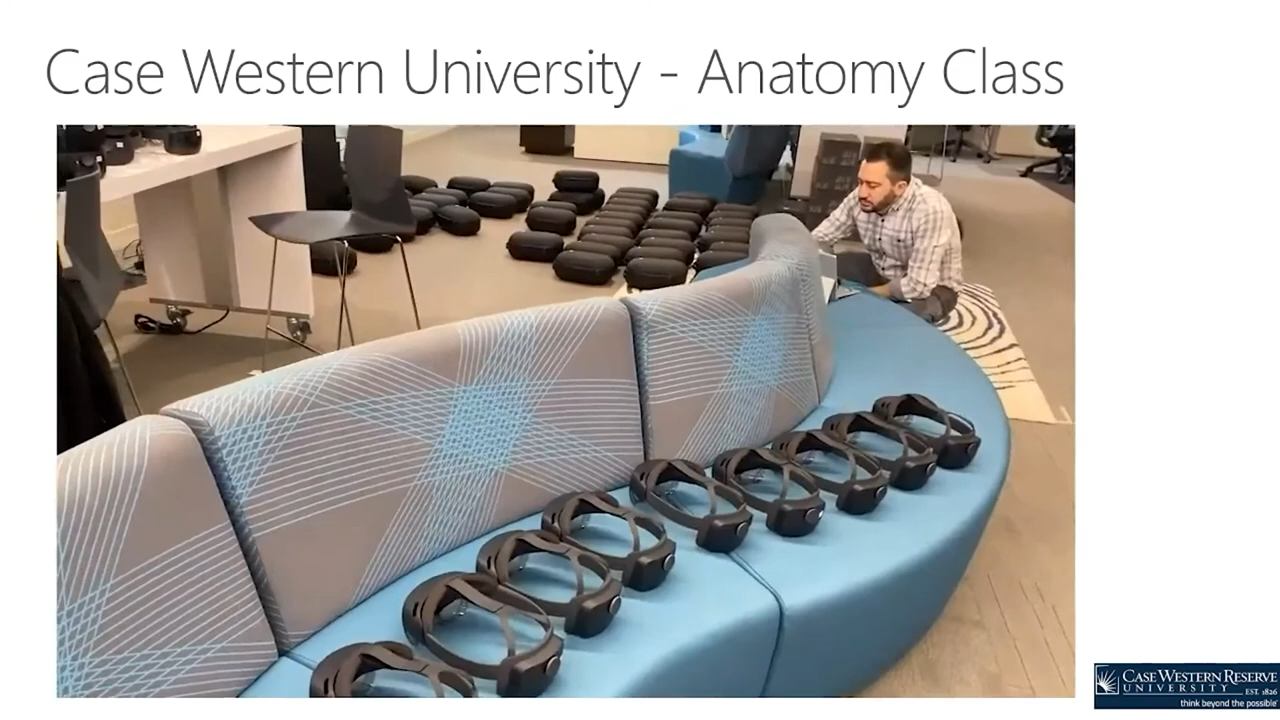 Case Western University - Anatomy Class
CASE WESTERN RESERVE
UNIVERSITY EST. 1826
think beyond the possible